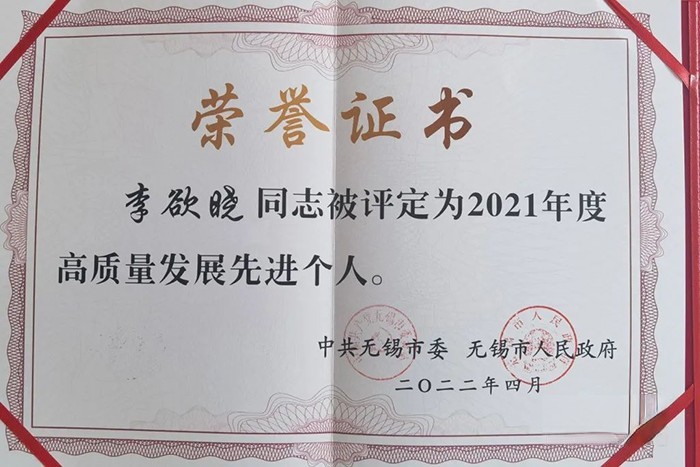 荣誉证书
李欲晓 同志被评定为2021年度
高质量发展先进个人。
中共无锡市委 无锡市人民政府
二〇二二年四月